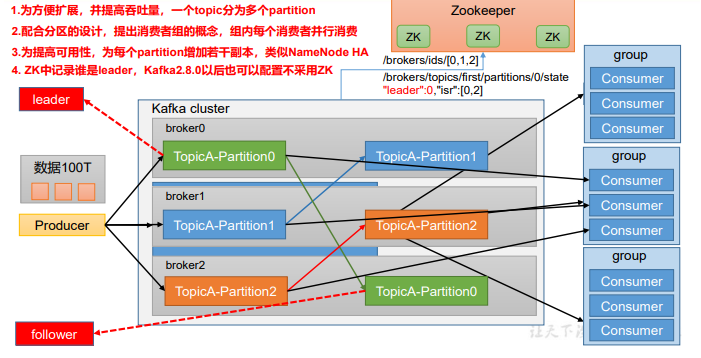 1.为方便扩展，并提高吞吐量，一个topic分为多个partition
2.配合分区的设计，提出消费者组的概念，组内每个消费者并行消费
3.为提高可用性，为每个partition增加若干副本，类似NameNode HA
4. ZK中记录谁是leader，Kafka2.8.0以后也可以配置不采用ZK
Zookeeper
ZK
ZK
ZK
/brokers/ids/[0,1,2]
/brokers/topics/first/partitions/0/state
"leader":0,"isr":[0,2]
leader
Kafka cluster
broker0
TopicA-Partition0
TopicA-Partition1
broker1
TopicA-Partition1
TopicA-Partition2
broker2
TopicA-Partition2
TopicA-Partition0
数据100T
Producer
follower
group
Consumer
Consumer
Consumer
group
Consumer
Consumer
Consumer
group
Consumer
Consumer
Consumer
让天下